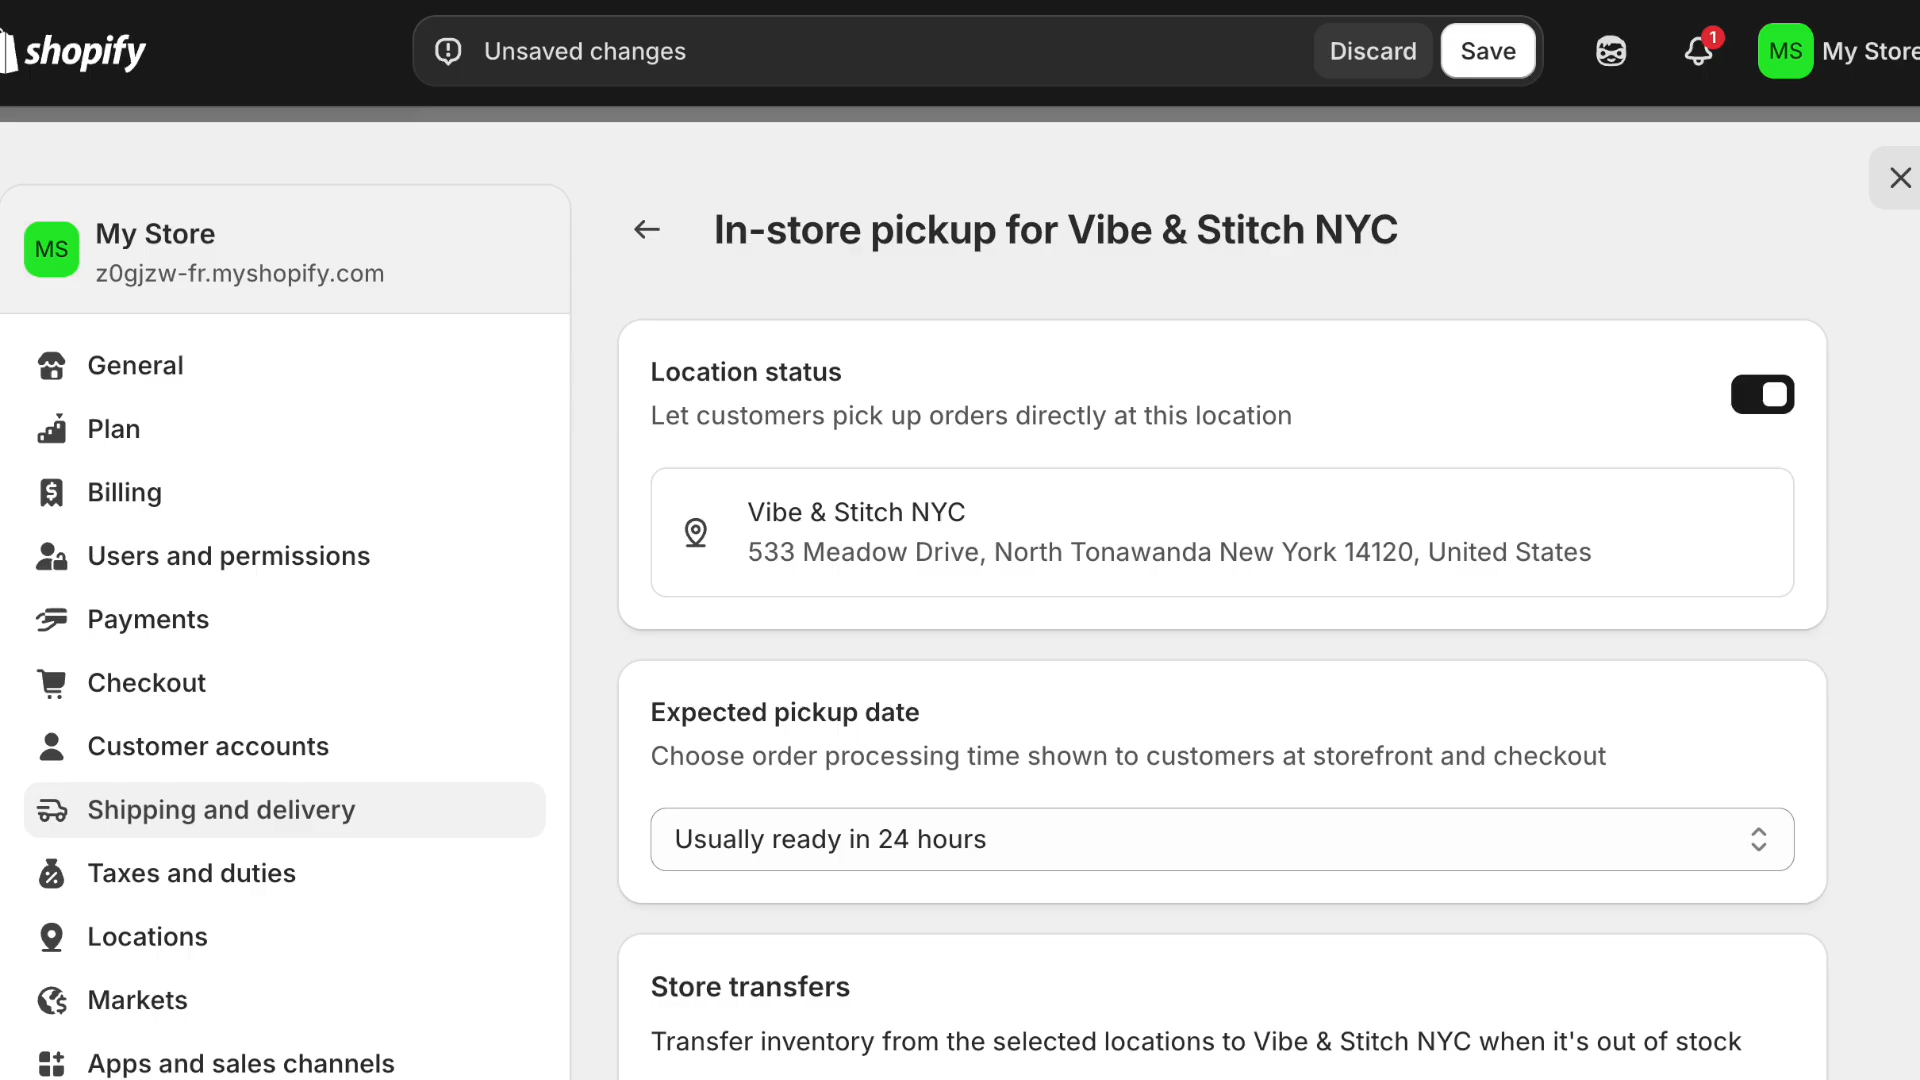 shopify
Unsaved changes
Discard
Save
1
MS
My Store
MS
My Store
z0gjzw-fr.myshopify.com
General
Plan
Billing
Users and permissions
Payments
Checkout
Customer accounts
Shipping and delivery
Taxes and duties
Locations
Markets
Apps and sales channels
In-store pickup for Vibe & Stitch NYC
Location status
Let customers pick up orders directly at this location
Vibe & Stitch NYC
533 Meadow Drive, North Tonawanda New York 14120, United States
Expected pickup date
Choose order processing time shown to customers at storefront and checkout
Usually ready in 24 hours
Store transfers
Transfer inventory from the selected locations to Vibe & Stitch NYC when it's out of stock